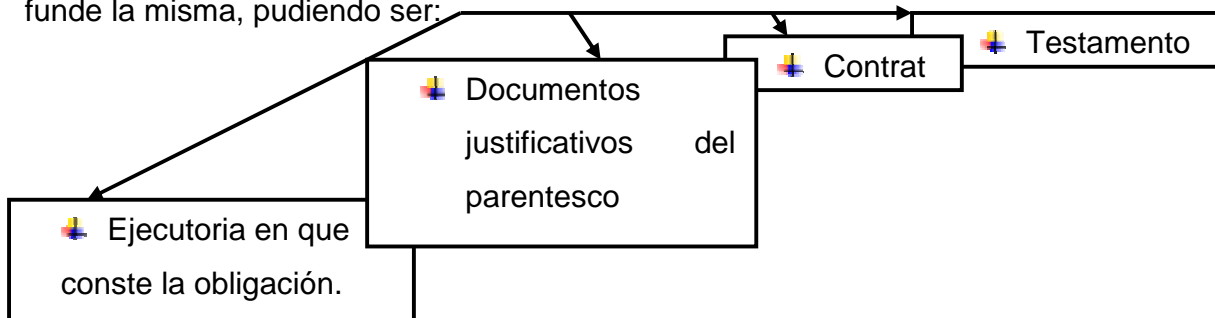 funde la misma, pudiendo ser:
Testamento
Contrat
Documentos
justificativos del
parentesco
Ejecutoria en que
conste la obligación.